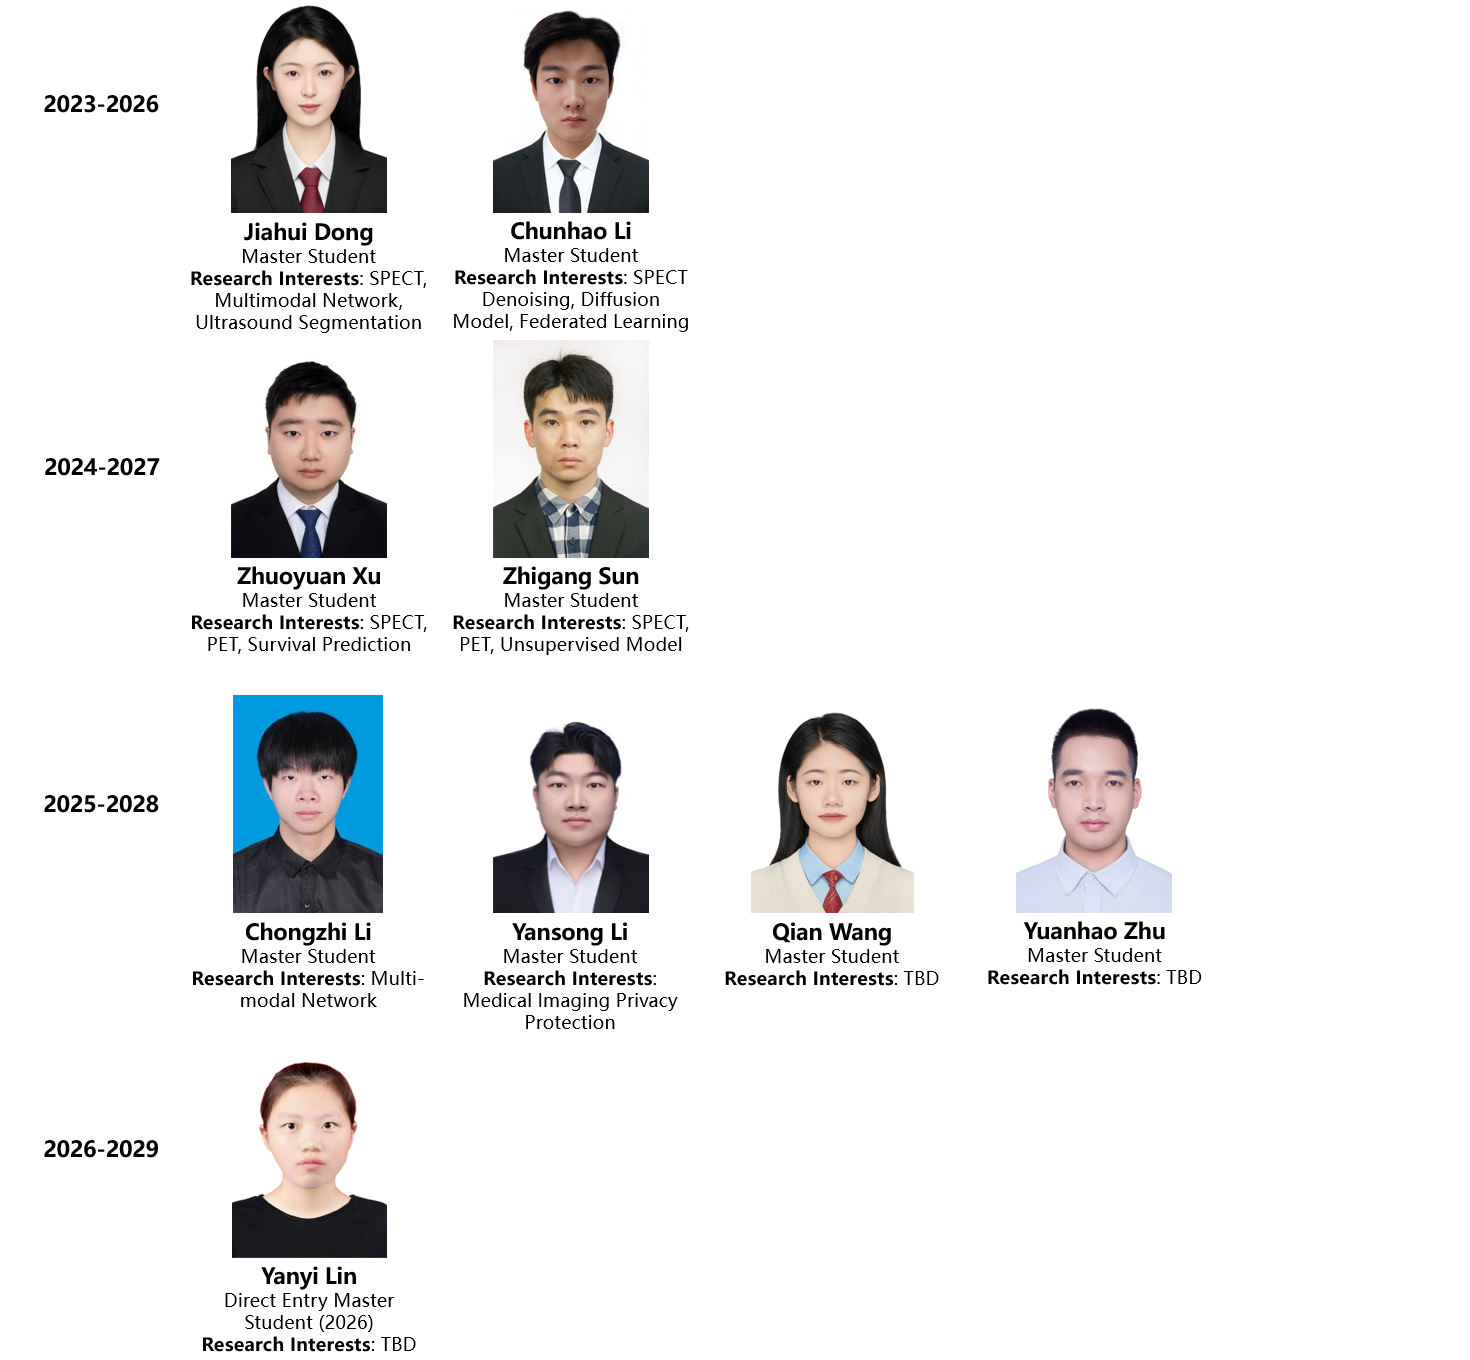 2023-2026
Jiahui Dong
Master Student
Research Interests: SPECT,
Multimodal Network,
Ultrasound Segmentation
Chunhao Li
Master Student
Research Interests: SPECT
Denoising, Diffusion
Model, Federated Learning
2024-2027
Zhuoyuan Xu
Master Student
Research Interests: SPECT,
PET, Survival Prediction
Zhigang Sun
Master Student
Research Interests: SPECT,
PET, Unsupervised Model
2025-2028
Chongzhi Li
Master Student
Research Interests: Multi-
modal Network
Yansong Li
Master Student
Research Interests:
Medical Imaging Privacy
Protection
Qian Wang
Master Student
Research Interests: TBD
Yuanhao Zhu
Master Student
Research Interests: TBD
2026-2029
Yanyi Lin
Direct Entry Master
Student (2026)
Research Interests: TBD